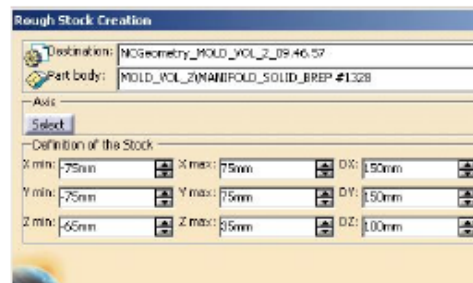 Rough Stock Creation
Destination: NCGeometry_MOLD_VOL_2_09.46.57
Part body: MOLD_VOL_2\MANIFOLD_SOLID_BREP #1328
Axis
Select
Definition of the Stock
X min: -75mm X max: 75mm DX: 150mm
Y min: -75mm Y max: 75mm DY: 150mm
Z min: -65mm Z max: 35mm DZ: 100mm